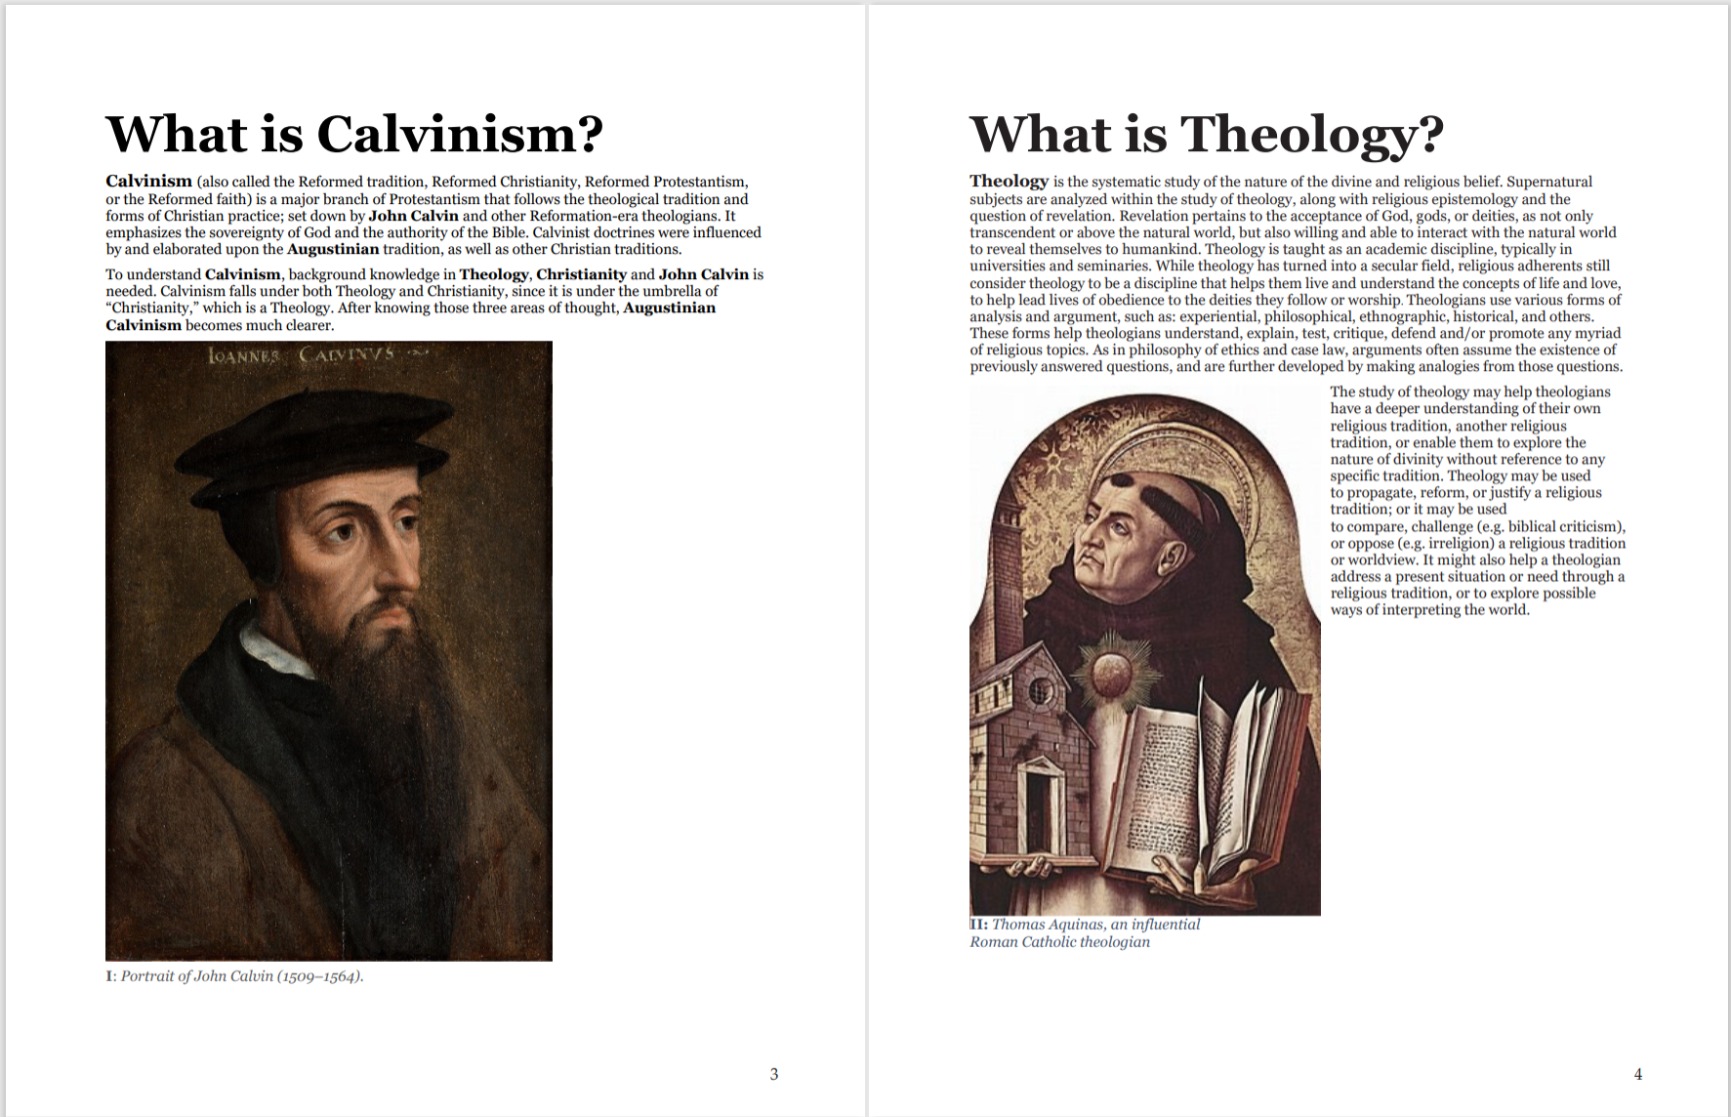 What is Calvinism?
Calvinism (also called the Reformed tradition, Reformed Christianity, Reformed Protestantism,
or the Reformed faith) is a major branch of Protestantism that follows the theological tradition and
forms of Christian practice; set down by John Calvin and other Reformation-era theologians. It
emphasizes the sovereignty of God and the authority of the Bible. Calvinist doctrines were influenced
by and elaborated upon the Augustinian tradition, as well as other Christian traditions.
To understand Calvinism, background knowledge in Theology, Christianity and John Calvin is
needed. Calvinism falls under both Theology and Christianity, since it is under the umbrella of
“Christianity,” which is a Theology. After knowing those three areas of thought, Augustinian
Calvinism becomes much clearer.
IOANNES CALVINVS
I: Portrait of John Calvin (1509–1564).
3
What is Theology?
Theology is the systematic study of the nature of the divine and religious belief. Supernatural
subjects are analyzed within the study of theology, along with religious epistemology and the
question of revelation. Revelation pertains to the acceptance of God, gods, or deities, as not only
transcendent or above the natural world, but also willing and able to interact with the natural world
to reveal themselves to humankind. Theology is taught as an academic discipline, typically in
universities and seminaries. While theology has turned into a secular field, religious adherents still
consider theology to be a discipline that helps them live and understand the concepts of life and love,
to help lead lives of obedience to the deities they follow or worship. Theologians use various forms of
analysis and argument, such as: experiential, philosophical, ethnographic, historical, and others.
These forms help theologians understand, explain, test, critique, defend and/or promote any myriad
of religious topics. As in philosophy of ethics and case law, arguments often assume the existence of
previously answered questions, and are further developed by making analogies from those questions.
The study of theology may help theologians
have a deeper understanding of their own
religious tradition, another religious
tradition, or enable them to explore the
nature of divinity without reference to any
specific tradition. Theology may be used
to propagate, reform, or justify a religious
tradition; or it may be used
to compare, challenge (e.g. biblical criticism),
or oppose (e.g. irreligion) a religious tradition
or worldview. It might also help a theologian
address a present situation or need through a
religious tradition, or to explore possible
ways of interpreting the world.
II: Thomas Aquinas, an influential
Roman Catholic theologian
4